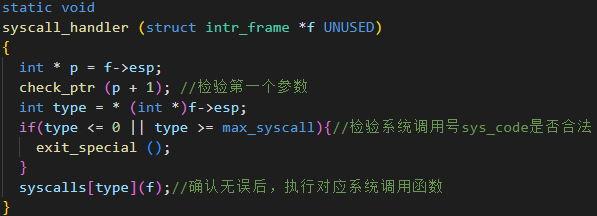 static void
syscall_handler (struct intr_frame *f UNUSED)
{
  int * p = f->esp;
  check_ptr (p + 1); //检验第一个参数
  int type = * (int *)f->esp;
  if(type <= 0 || type >= max_syscall){//检验系统调用号sys_code是否合法
    exit_special ();
  }
  syscalls[type](f);//确认无误后，执行对应系统调用函数
}